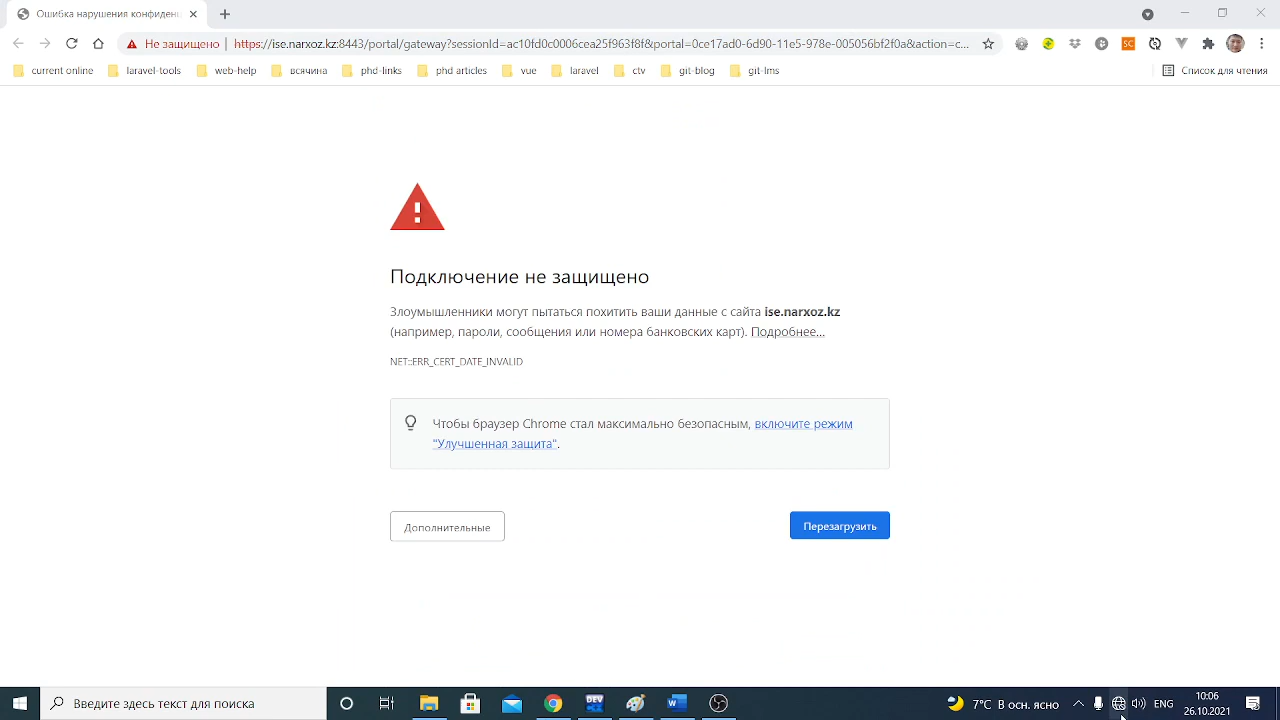 Ошибка нарушения конфиденц
Не защищено | https://ise.narxoz.kz:8443/portal/gateway?sessionId=ac10fd0c0006cea25f963f8f&portal=0ce17ad0-6d90-11e5-978e-005056bf2f0a&action=c...
current online laravel-tools web-help всячина phd-links phd articles vue laravel ctv git-blog git-lms Список для чтения
Подключение не защищено
Злоумышленники могут пытаться похитить ваши данные с сайта ise.narxoz.kz
(например, пароли, сообщения или номера банковских карт). Подробнее...
NET::ERR_CERT_DATE_INVALID
Чтобы браузер Chrome стал максимально безопасным, включите режим
"Улучшенная защита".
Дополнительные Перезагрузить
Введите здесь текст для поиска
7°C В осн. ясно
ENG
10:06
26.10.2021